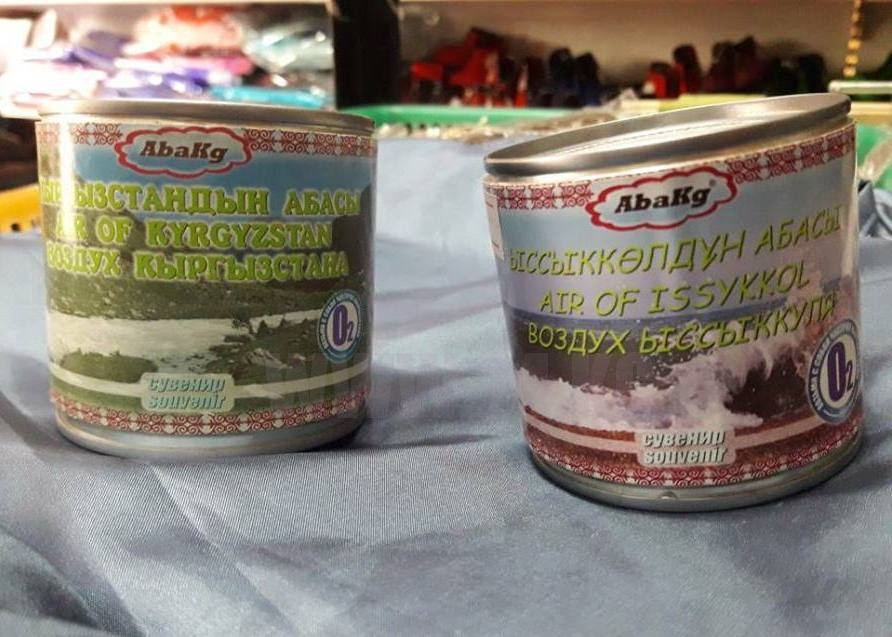 AbaKg
КЫРГЫЗСТАНДЫН АБАСЫ
AIR OF KYRGYZSTAN
ВОЗДУХ КЫРГЫЗСТАНА
O2
сувенир
souvenir
AbaKg®
ЫССЫККӨЛДҮН АБАСЫ
AIR OF ISSYKKOL
ВОЗДУХ ЫССЫККУЛЯ
O2
сувенир
souvenir